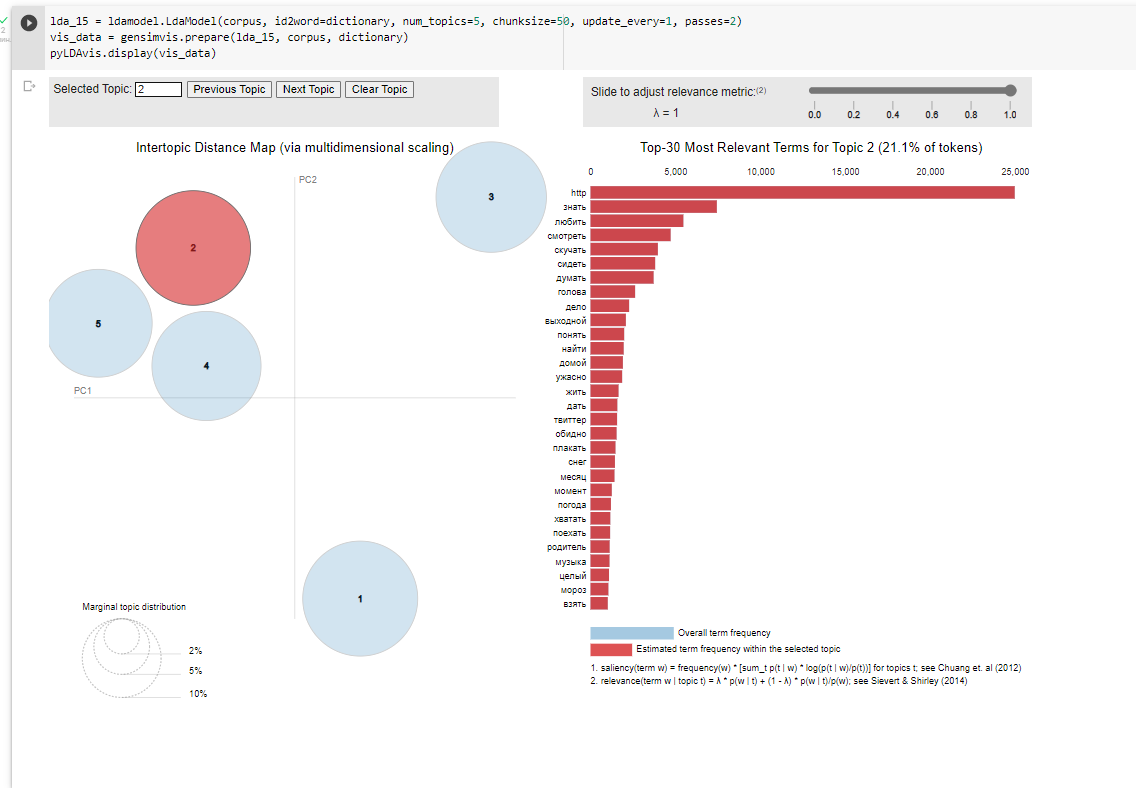 lda_15 = ldamodel.LdaModel(corpus, id2word=dictionary, num_topics=5, chunksize=50, update_every=1, passes=2)
vis_data = gensimvis.prepare(lda_15, corpus, dictionary)
pyLDAvis.display(vis_data)
Selected Topic: 2 Previous Topic Next Topic Clear Topic
Slide to adjust relevance metric:(2)
λ = 1
0.0 0.2 0.4 0.6 0.8 1.0
Intertopic Distance Map (via multidimensional scaling)
PC2
3
2
5
4
PC1
1
Marginal topic distribution
2%
5%
10%
Top-30 Most Relevant Terms for Topic 2 (21.1% of tokens)
0 5,000 10,000 15,000 20,000 25,000
http
знать
любить
смотреть
скучать
сидеть
думать
голова
дело
выходной
понять
найти
домой
ужасно
жить
дать
твиттер
обидно
плакать
снег
месяц
момент
погода
хватать
поехать
родитель
музыка
целый
мороз
взять
Overall term frequency
Estimated term frequency within the selected topic
1. saliency(term w) = frequency(w) * [sum_t p(t | w) * log(p(t | w)/p(t))] for topics t; see Chuang et. al (2012)
2. relevance(term w | topic t) = λ * p(w | t) + (1 - λ) * p(w | t)/p(w); see Sievert & Shirley (2014)